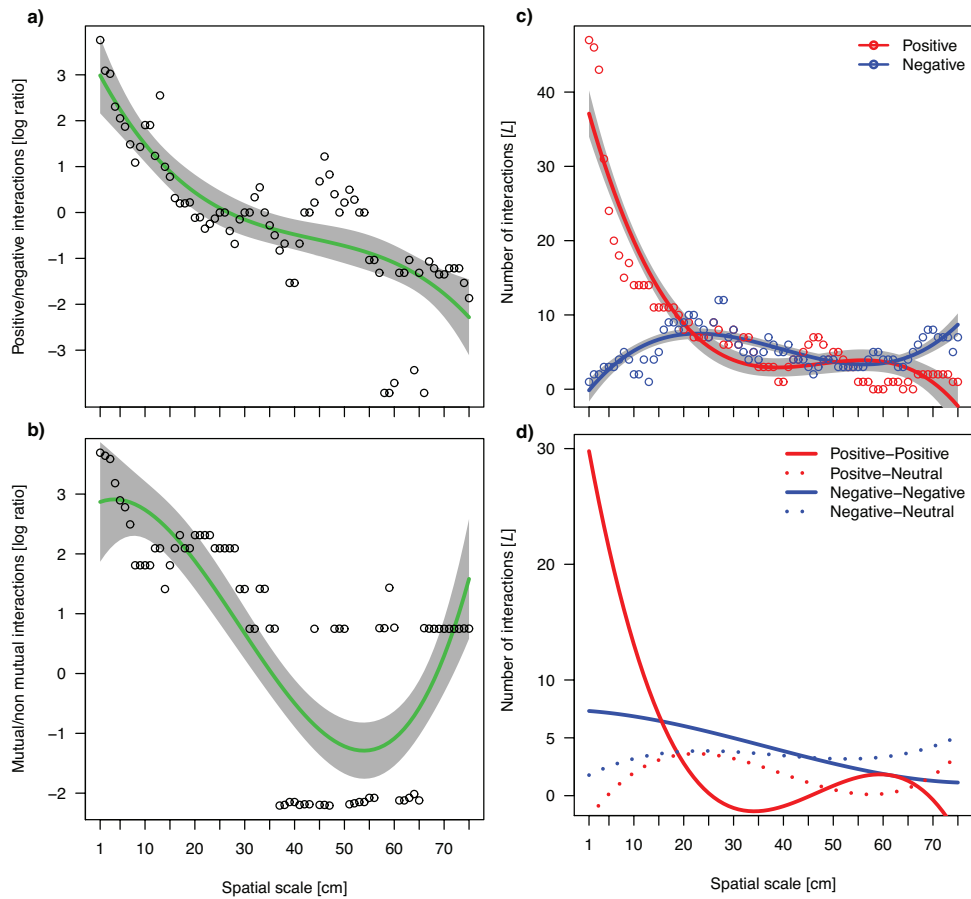 a)
Positive/negative interactions [log ratio]
3
2
1
0
−1
−2
−3
b)
Mutual/non mutual interactions [log ratio]
3
2
1
0
−1
−2
1 10 20 30 40 50 60 70
Spatial scale [cm]
c)
Number of interactions [L]
40
30
20
10
0
Positive
Negative
d)
Number of interactions [L]
30
20
10
5
0
Positive−Positive
Positive−Neutral
Negative−Negative
Negative−Neutral
1 10 20 30 40 50 60 70
Spatial scale [cm]